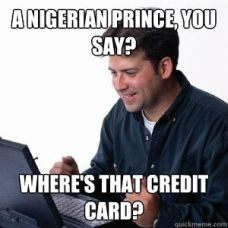 A NIGERIAN PRINCE, YOU
SAY?
WHERE'S THAT CREDIT
CARD?
quickmeme.com